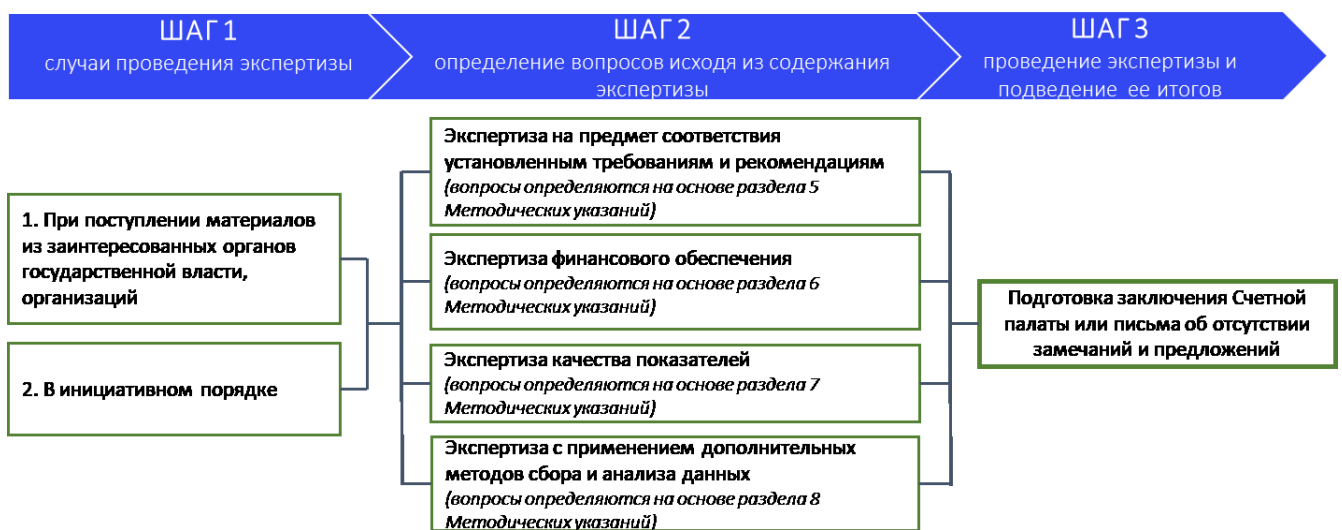 ШАГ 1
случаи проведения экспертизы
ШАГ 2
определение вопросов исходя из содержания
экспертизы
ШАГ 3
проведение экспертизы и
подведение ее итогов
1. При поступлении материалов
из заинтересованных органов
государственной власти,
организаций
2. В инициативном порядке
Экспертиза на предмет соответствия
установленным требованиям и рекомендациям
(вопросы определяются на основе раздела 5
Методических указаний)
Экспертиза финансового обеспечения
(вопросы определяются на основе раздела 6
Методических указаний)
Экспертиза качества показателей
(вопросы определяются на основе раздела 7
Методических указаний)
Экспертиза с применением дополнительных
методов сбора и анализа данных
(вопросы определяются на основе раздела 8
Методических указаний)
Подготовка заключения Счетной
палаты или письма об отсутствии
замечаний и предложений